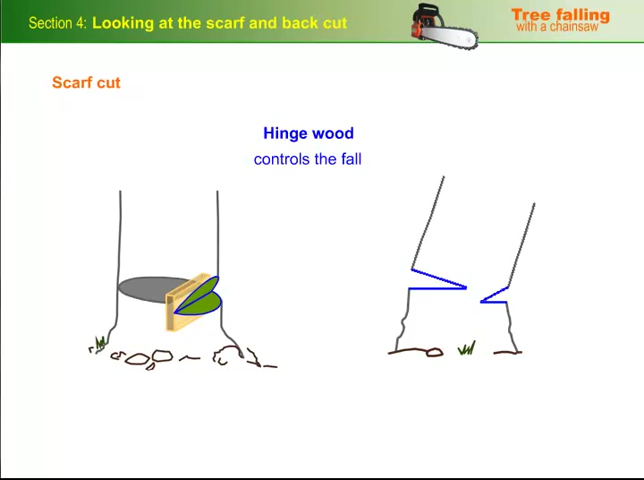 Section 4: Looking at the scarf and back cut
Tree falling
with a chainsaw
Scarf cut
Hinge wood
controls the fall